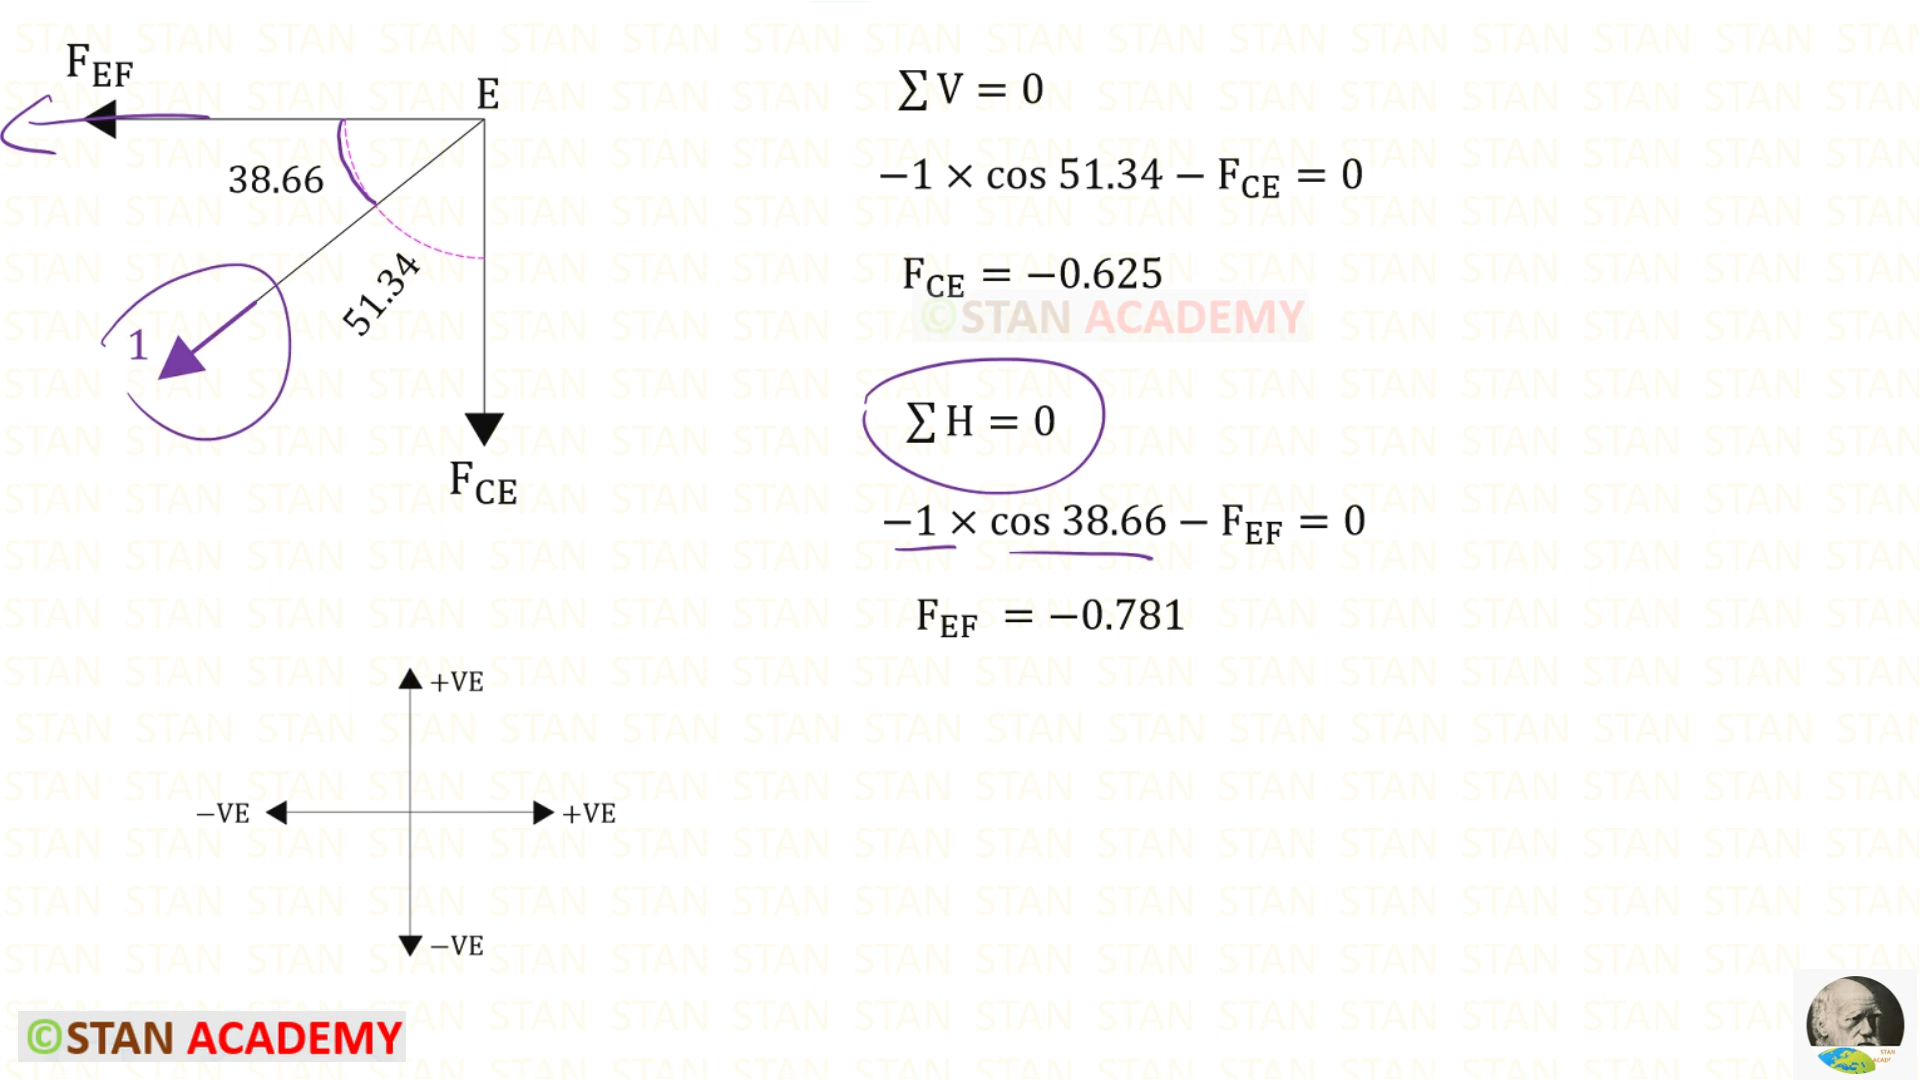 F_EF
E
38.66
51.34
1
F_CE
∑ V = 0
−1 × cos 51.34 − F_CE = 0
F_CE = −0.625
©STAN ACADEMY
∑ H = 0
−1 × cos 38.66 − F_EF = 0
F_EF = −0.781
+VE
−VE
+VE
−VE
©STAN ACADEMY
STAN